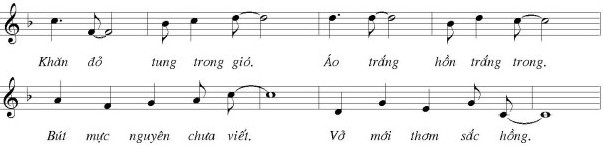 Khăn đỏ tung trong gió. Áo trắng hồn trắng trong.
Bút mực nguyên chưa viết. Vở mới thơm sắc hồng.